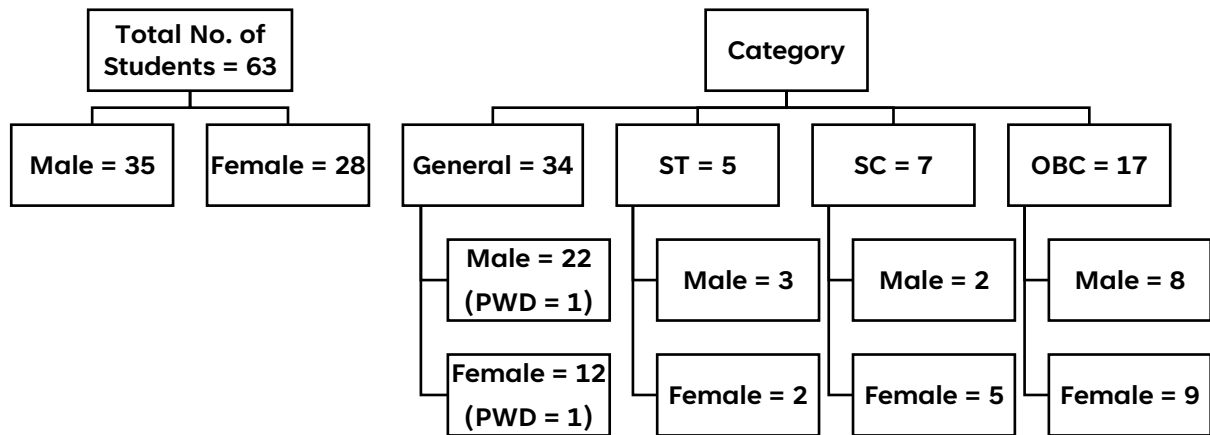 Total No. of
Students = 63
Category
Male = 35
Female = 28
General = 34
ST = 5
SC = 7
OBC = 17
Male = 22
(PWD = 1)
Male = 3
Male = 2
Male = 8
Female = 12
(PWD = 1)
Female = 2
Female = 5
Female = 9